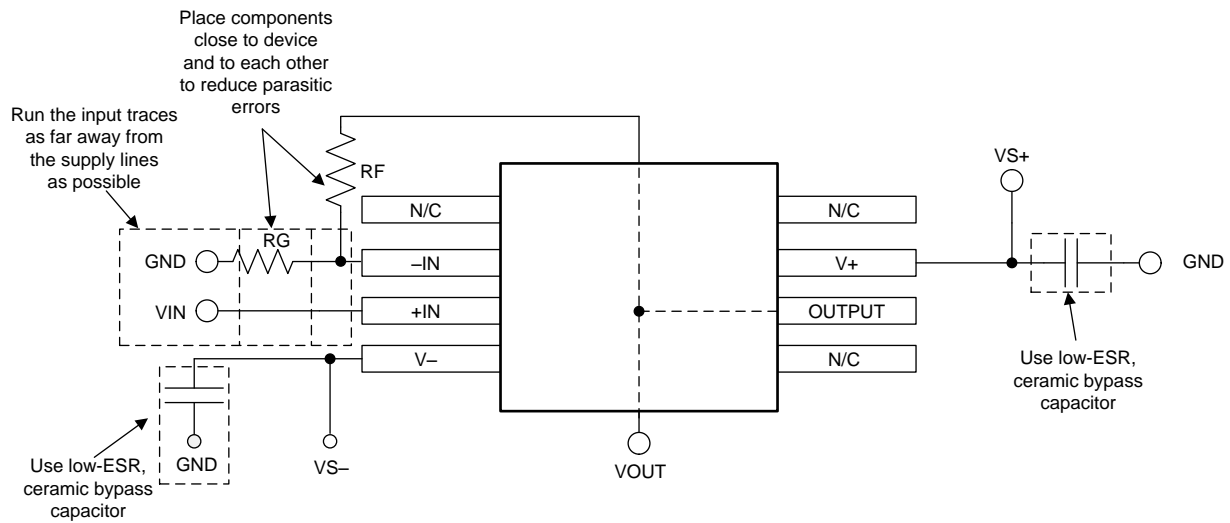 Place components
close to device
and to each other
to reduce parasitic
errors
Run the input traces
as far away from
the supply lines
as possible
RF
VS+
N/C
N/C
RG
GND
–IN
V+
GND
VIN
+IN
OUTPUT
V–
N/C
Use low-ESR,
ceramic bypass
capacitor
GND
VS–
VOUT
Use low-ESR,
ceramic bypass
capacitor